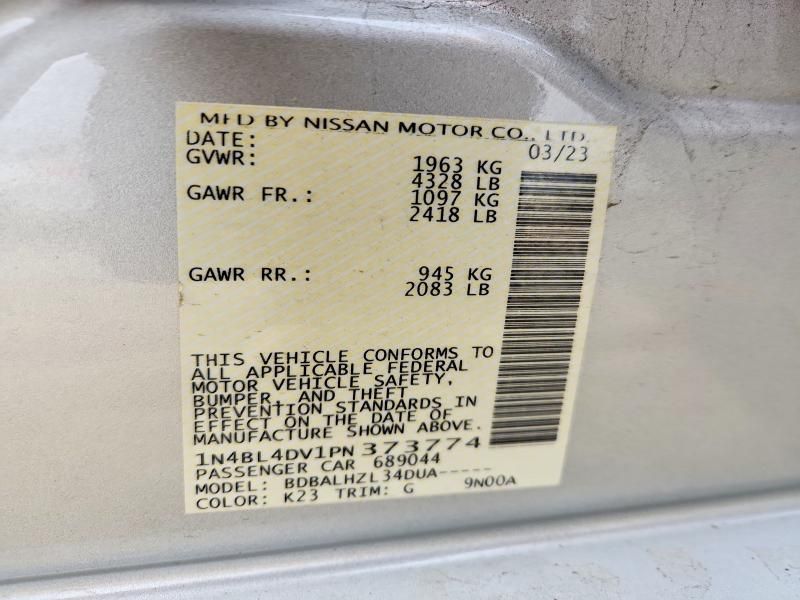 MFD BY NISSAN MOTOR CO., LTD.
DATE: 03/23
GVWR: 1963 KG
4328 LB
GAWR FR.: 1097 KG
2418 LB
GAWR RR.: 945 KG
2083 LB
THIS VEHICLE CONFORMS TO
ALL APPLICABLE FEDERAL
MOTOR VEHICLE SAFETY,
BUMPER, AND THEFT
PREVENTION STANDARDS IN
EFFECT ON THE DATE OF
MANUFACTURE SHOWN ABOVE.
1N4BL4DV1PN373774
PASSENGER CAR 689044
MODEL: BDBALHZL34DUA-----
COLOR: K23 TRIM: G 9N00A